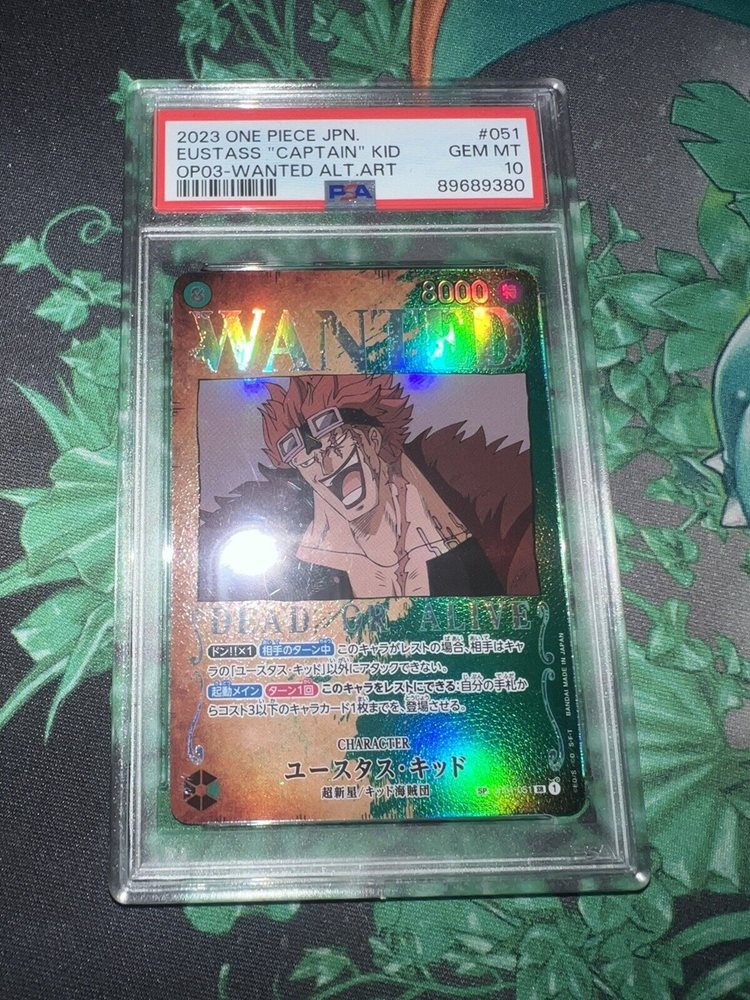 2023 ONE PIECE JPN. #051
EUSTASS "CAPTAIN" KID GEM MT
OP03-WANTED ALT.ART 10
PSA 89689380
8 8000 特
WANTED
DEAD OR ALIVE
ドン!!×1 相手のターン中 このキャラがレストの場合、相手はキャ
ラの「ユースタス・キッド」以外にアタックできない。
起動メイン ターン1回 このキャラをレストにできる:自分の手札か
らコスト3以下のキャラカード1枚までを、登場させる。
CHARACTER
ユースタス・キッド
超新星/キッド海賊団
SP 051 SR 1
BANDAI MADE IN JAPAN